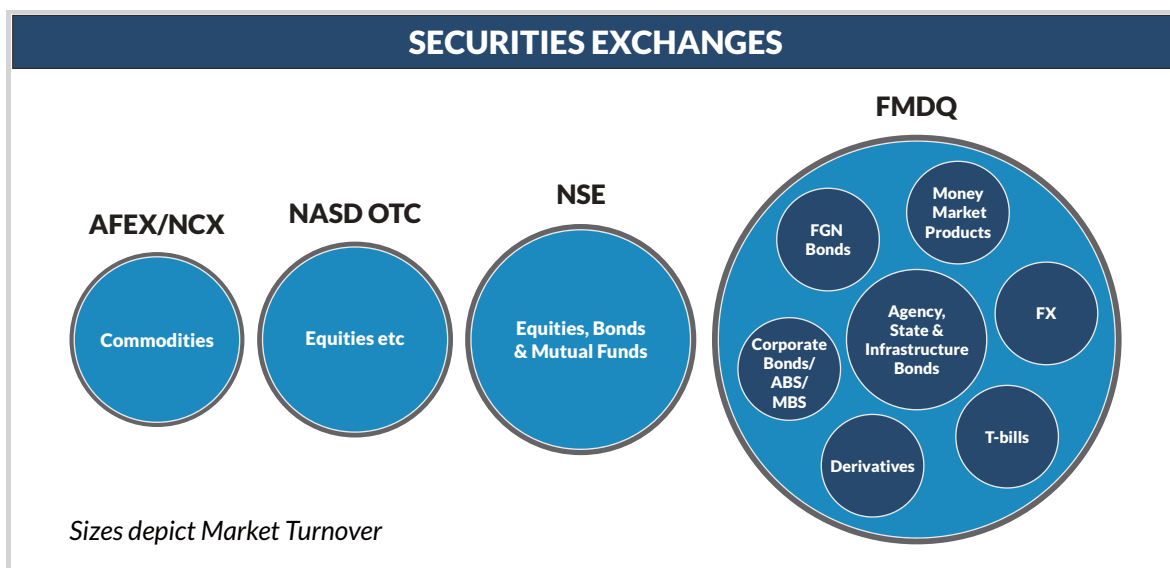 SECURITIES EXCHANGES
AFEX/NCX
Commodities
NASD OTC
Equities etc
NSE
Equities, Bonds
& Mutual Funds
FMDQ
Money
Market
Products
FGN
Bonds
Agency,
State &
Infrastructure
Bonds
FX
Corporate
Bonds/
ABS/
MBS
T-bills
Derivatives
Sizes depict Market Turnover